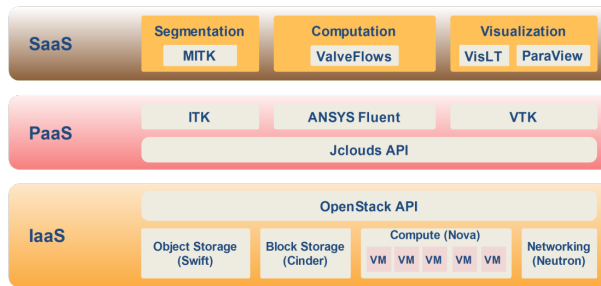 SaaS
Segmentation
MITK
Computation
ValveFlows
Visualization
VisLT
ParaView
PaaS
ITK
ANSYS Fluent
VTK
Jclouds API
IaaS
OpenStack API
Object Storage
(Swift)
Block Storage
(Cinder)
Compute (Nova)
VM VM VM VM VM
Networking
(Neutron)